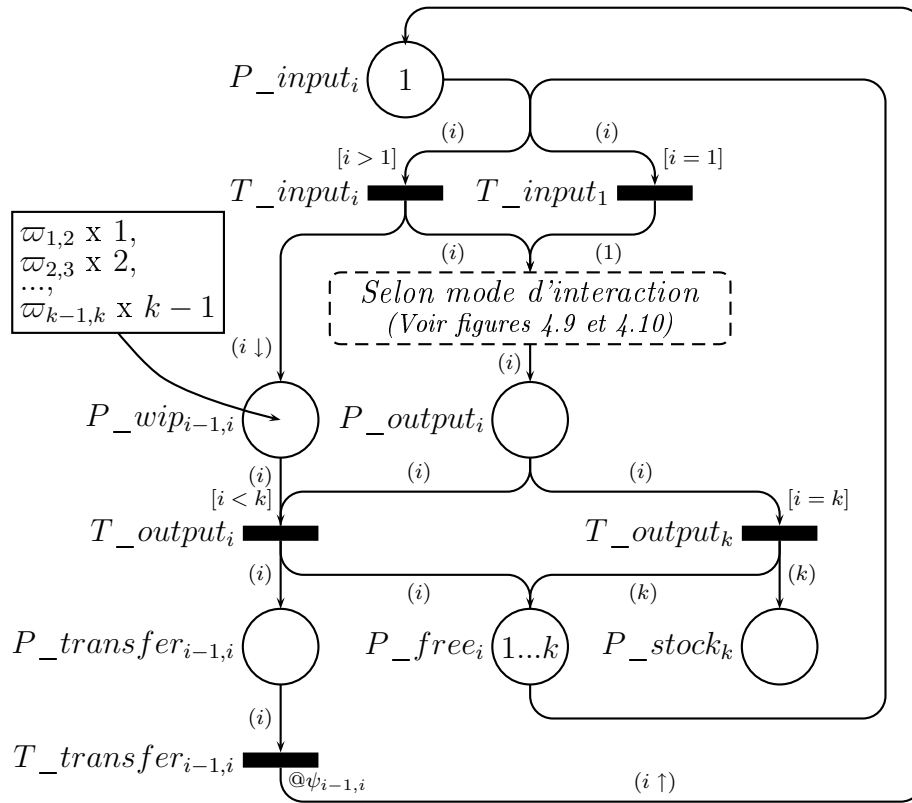 P_input_i
1
(i)
(i)
[i > 1]
[i = 1]
T_input_i
T_input_1
ϖ_{1,2} x 1,
ϖ_{2,3} x 2,
...,
ϖ_{k−1,k} x k − 1
(i)
(1)
Selon mode d'interaction
(Voir figures 4.9 et 4.10)
(i ↓)
(i)
P_wip_{i−1,i}
P_output_i
(i)
(i)
(i)
[i < k]
[i = k]
T_output_i
T_output_k
(i)
(i)
(k)
(k)
P_transfer_{i−1,i}
P_free_i
1...k
P_stock_k
(i)
T_transfer_{i−1,i}
@ψ_{i−1,i}
(i ↑)